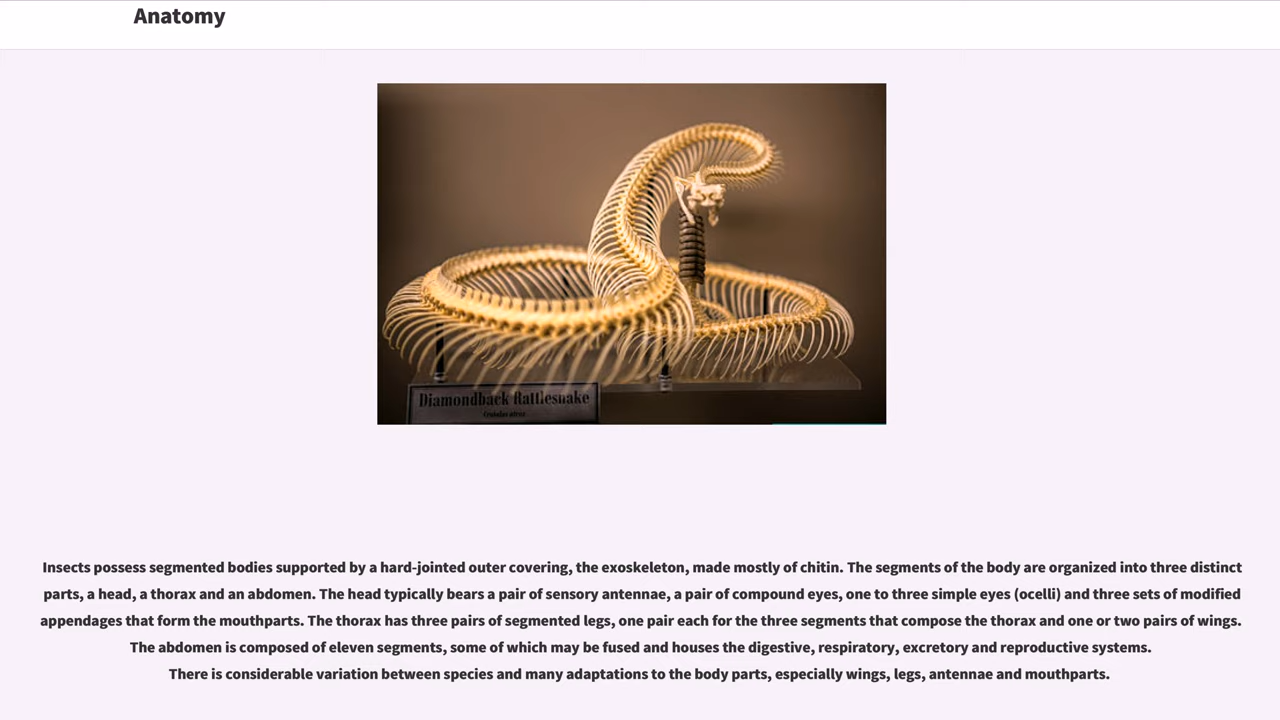 Anatomy
Diamondback Rattlesnake
Crotalus atrox
Insects possess segmented bodies supported by a hard-jointed outer covering, the exoskeleton, made mostly of chitin. The segments of the body are organized into three distinct
parts, a head, a thorax and an abdomen. The head typically bears a pair of sensory antennae, a pair of compound eyes, one to three simple eyes (ocelli) and three sets of modified
appendages that form the mouthparts. The thorax has three pairs of segmented legs, one pair each for the three segments that compose the thorax and one or two pairs of wings.
The abdomen is composed of eleven segments, some of which may be fused and houses the digestive, respiratory, excretory and reproductive systems.
There is considerable variation between species and many adaptations to the body parts, especially wings, legs, antennae and mouthparts.